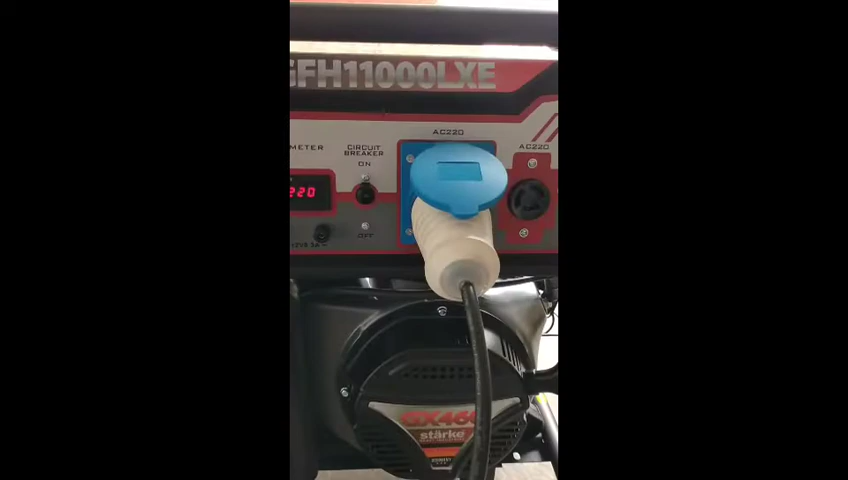 GFH11000LXE
METER
CIRCUIT
BREAKER
ON
OFF
220
AC220
AC220
GX460
stärke